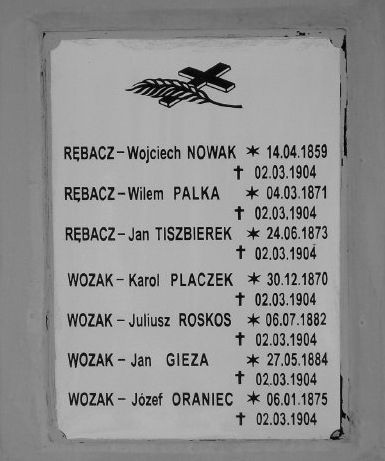 RĘBACZ – Wojciech NOWAK ✶ 14.04.1859
✝ 02.03.1904
RĘBACZ – Wilem PALKA ✶ 04.03.1871
✝ 02.03.1904
RĘBACZ – Jan TISZBIEREK ✶ 24.06.1873
✝ 02.03.1904
WOZAK – Karol PLACZEK ✶ 30.12.1870
✝ 02.03.1904
WOZAK – Juliusz ROSKOS ✶ 06.07.1882
✝ 02.03.1904
WOZAK – Jan GIEZA ✶ 27.05.1884
✝ 02.03.1904
WOZAK – Józef ORANIEC ✶ 06.01.1875
✝ 02.03.1904